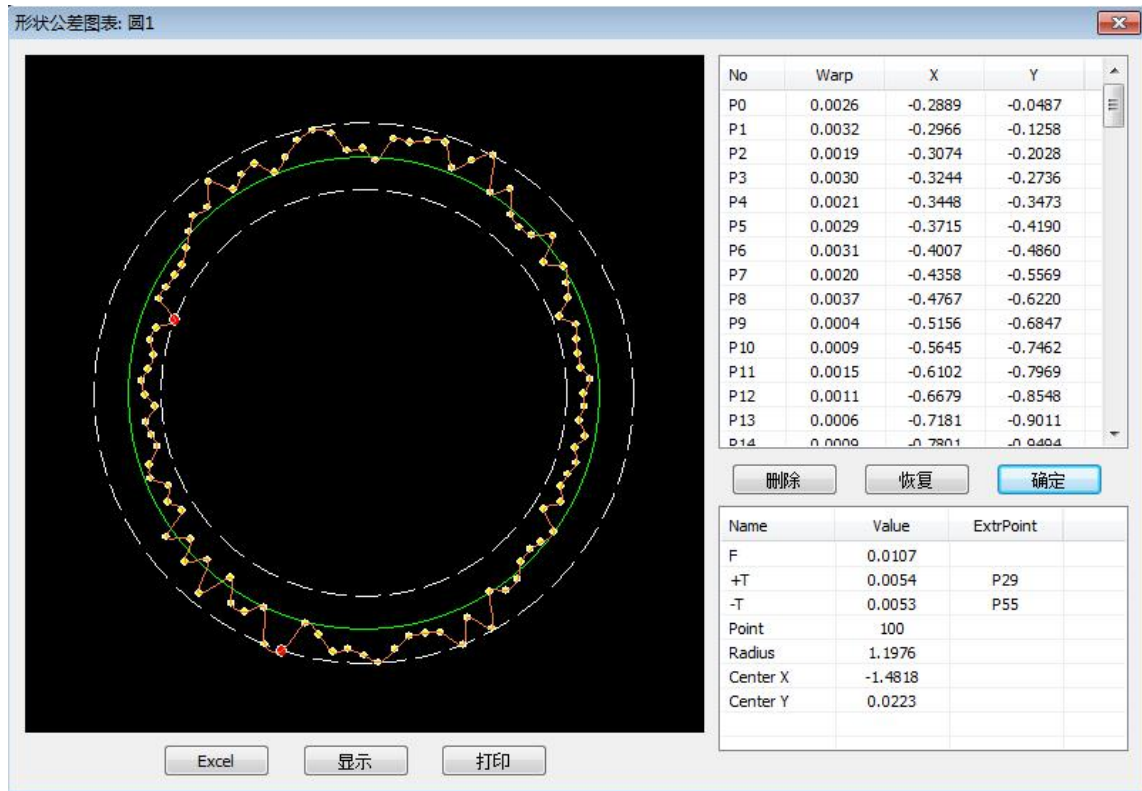 形状公差图表: 圆1
No Warp X Y
P0 0.0026 -0.2889 -0.0487
P1 0.0032 -0.2966 -0.1258
P2 0.0019 -0.3074 -0.2028
P3 0.0030 -0.3244 -0.2736
P4 0.0021 -0.3448 -0.3473
P5 0.0029 -0.3715 -0.4190
P6 0.0031 -0.4007 -0.4860
P7 0.0020 -0.4358 -0.5569
P8 0.0037 -0.4767 -0.6220
P9 0.0004 -0.5156 -0.6847
P10 0.0009 -0.5645 -0.7462
P11 0.0015 -0.6102 -0.7969
P12 0.0011 -0.6679 -0.8548
P13 0.0006 -0.7181 -0.9011
P14 0.0009 -0.7801 -0.9494
删除 恢复 确定
Name Value ExtrPoint
F 0.0107
+T 0.0054 P29
-T 0.0053 P55
Point 100
Radius 1.1976
Center X -1.4818
Center Y 0.0223
Excel 显示 打印